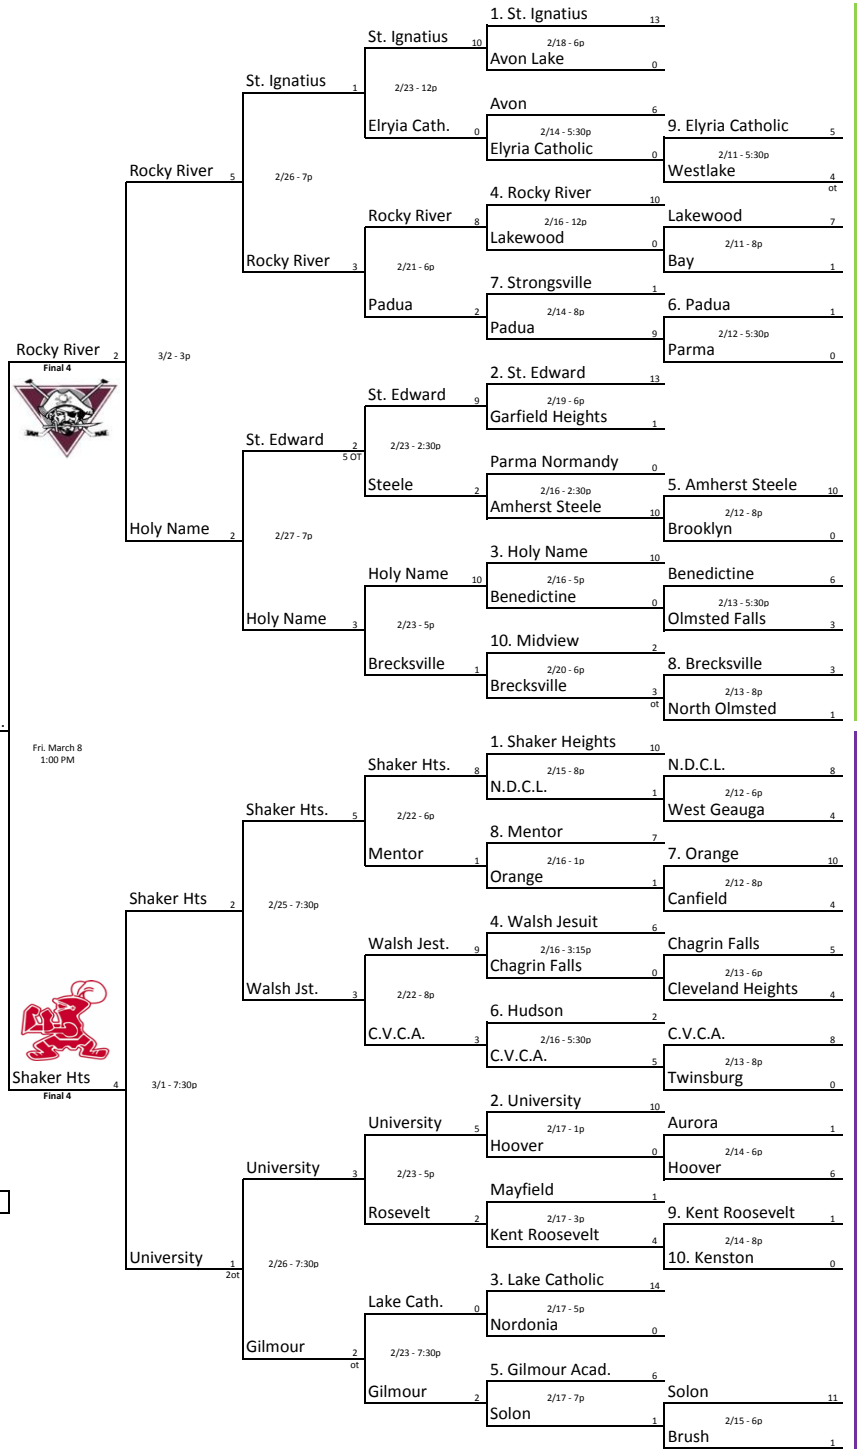 1. St. Ignatius 13
St. Ignatius 10 2/18 - 6p
Avon Lake 0
St. Ignatius 1 2/23 - 12p
Avon 6
Elryia Cath. 0 2/14 - 5:30p 9. Elyria Catholic 5
Elyria Catholic 0 2/11 - 5:30p
Rocky River 5 2/26 - 7p Westlake 4
ot
4. Rocky River 10
Rocky River 8 2/16 - 12p Lakewood 7
Lakewood 0 2/11 - 8p
Rocky River 3 2/21 - 6p Bay 1
7. Strongsville 1
Padua 2 2/14 - 8p 6. Padua 1
Padua 9 2/12 - 5:30p
Rocky River 2 3/2 - 3p Parma 0
Final 4
2. St. Edward 13
St. Edward 9 2/19 - 6p
Garfield Heights 1
St. Edward 2 2/23 - 2:30p
5 OT
Parma Normandy 0
Steele 2 2/16 - 2:30p 5. Amherst Steele 10
Amherst Steele 10 2/12 - 8p
Holy Name 2 2/27 - 7p Brooklyn 0
3. Holy Name 10
Holy Name 10 2/16 - 5p Benedictine 6
Benedictine 0 2/13 - 5:30p
Holy Name 3 2/23 - 5p Olmsted Falls 3
10. Midview 2
Brecksville 1 2/20 - 6p 8. Brecksville 3
Brecksville 3 2/13 - 8p
ot
North Olmsted 1
.
Fri. March 8
1:00 PM
1. Shaker Heights 10
Shaker Hts. 8 2/15 - 8p N.D.C.L. 8
N.D.C.L. 1 2/12 - 6p
Shaker Hts. 5 2/22 - 6p West Geauga 4
8. Mentor 7
Mentor 1 2/16 - 1p 7. Orange 10
Orange 1 2/12 - 8p
Shaker Hts 2 2/25 - 7:30p Canfield 4
4. Walsh Jesuit 6
Walsh Jest. 9 2/16 - 3:15p Chagrin Falls 5
Chagrin Falls 0 2/13 - 6p
Walsh Jst. 3 2/22 - 8p Cleveland Heights 4
6. Hudson 2
C.V.C.A. 3 2/16 - 5:30p C.V.C.A. 8
C.V.C.A. 5 2/13 - 8p
Shaker Hts 4 3/1 - 7:30p Twinsburg 0
Final 4
2. University 10
University 5 2/17 - 1p Aurora 1
Hoover 0 2/14 - 6p
University 3 2/23 - 5p Hoover 6
Mayfield 1
Rosevelt 2 2/17 - 3p 9. Kent Roosevelt 1
Kent Roosevelt 4 2/14 - 8p
University 1 2/26 - 7:30p 10. Kenston 0
2ot
3. Lake Catholic 14
Lake Cath. 0 2/17 - 5p
Nordonia 0
Gilmour 2 2/23 - 7:30p
ot
5. Gilmour Acad. 6
Gilmour 2 2/17 - 7p Solon 11
Solon 1 2/15 - 6p
Brush 1